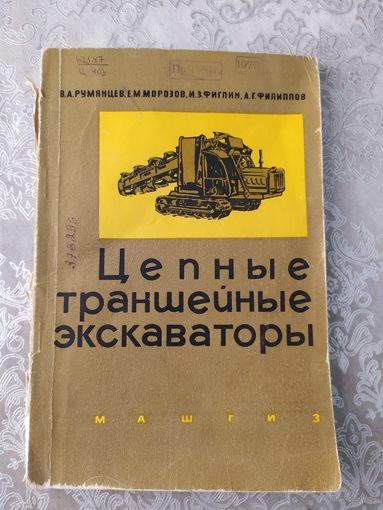 В.А.РУМЯНЦЕВ, Е.М.МОРОЗОВ, И.З.ФИГЛИН, А.Г.ФИЛИППОВ
Цепные
траншейные
экскаваторы
МАШГИЗ